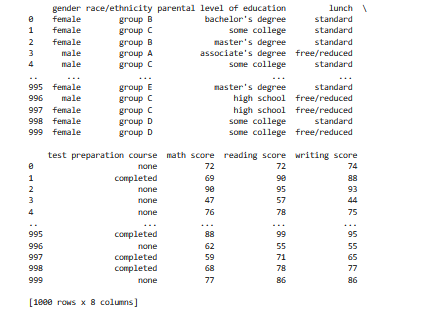 gender race/ethnicity parental level of education lunch \
0 female group B bachelor's degree standard
1 female group C some college standard
2 female group B master's degree standard
3 male group A associate's degree free/reduced
4 male group C some college standard
.. ... ... ... ...
995 female group E master's degree standard
996 male group C high school free/reduced
997 female group C high school free/reduced
998 female group D some college standard
999 female group D some college free/reduced
test preparation course math score reading score writing score
0 none 72 72 74
1 completed 69 90 88
2 none 90 95 93
3 none 47 57 44
4 none 76 78 75
.. ... ... ... ...
995 completed 88 99 95
996 none 62 55 55
997 completed 59 71 65
998 completed 68 78 77
999 none 77 86 86
[1000 rows x 8 columns]